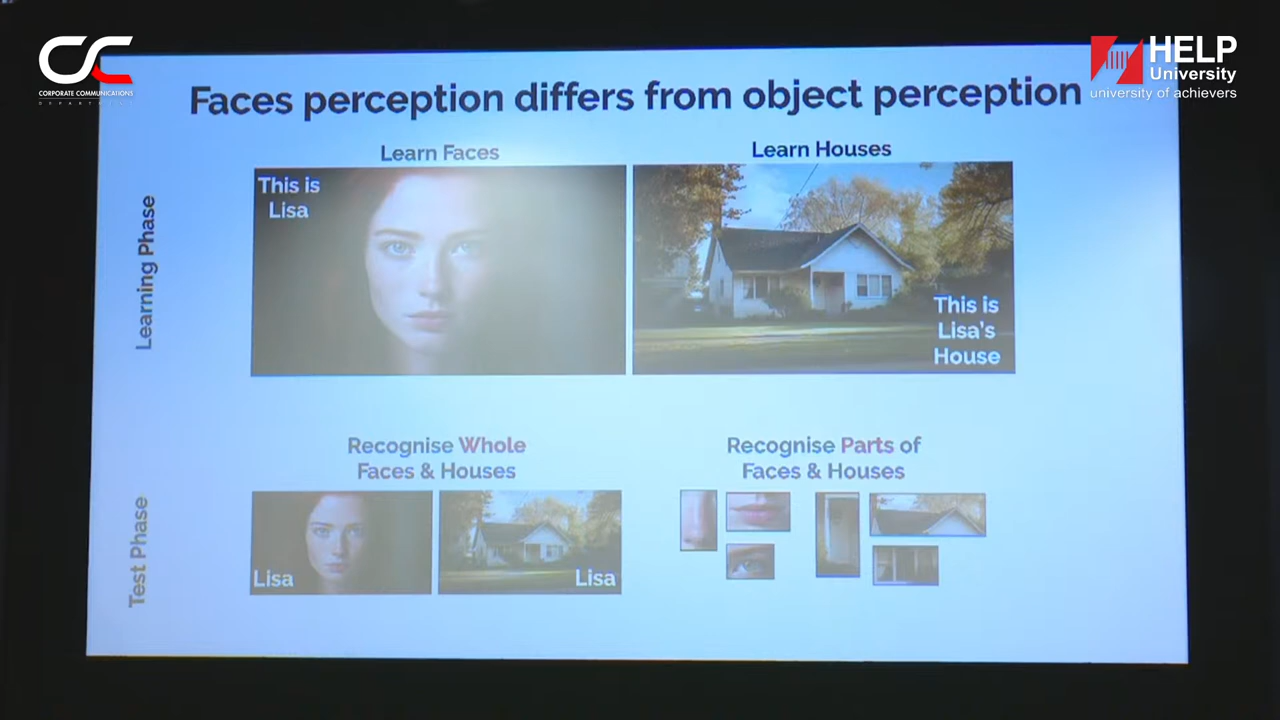 CC
CORPORATE COMMUNICATIONS
DEPARTMENT
HELP
University
university of achievers
Faces perception differs from object perception
Learn Faces
Learn Houses
Learning Phase
This is
Lisa
This is
Lisa's
House
Recognise Whole
Faces & Houses
Recognise Parts of
Faces & Houses
Test Phase
Lisa
Lisa